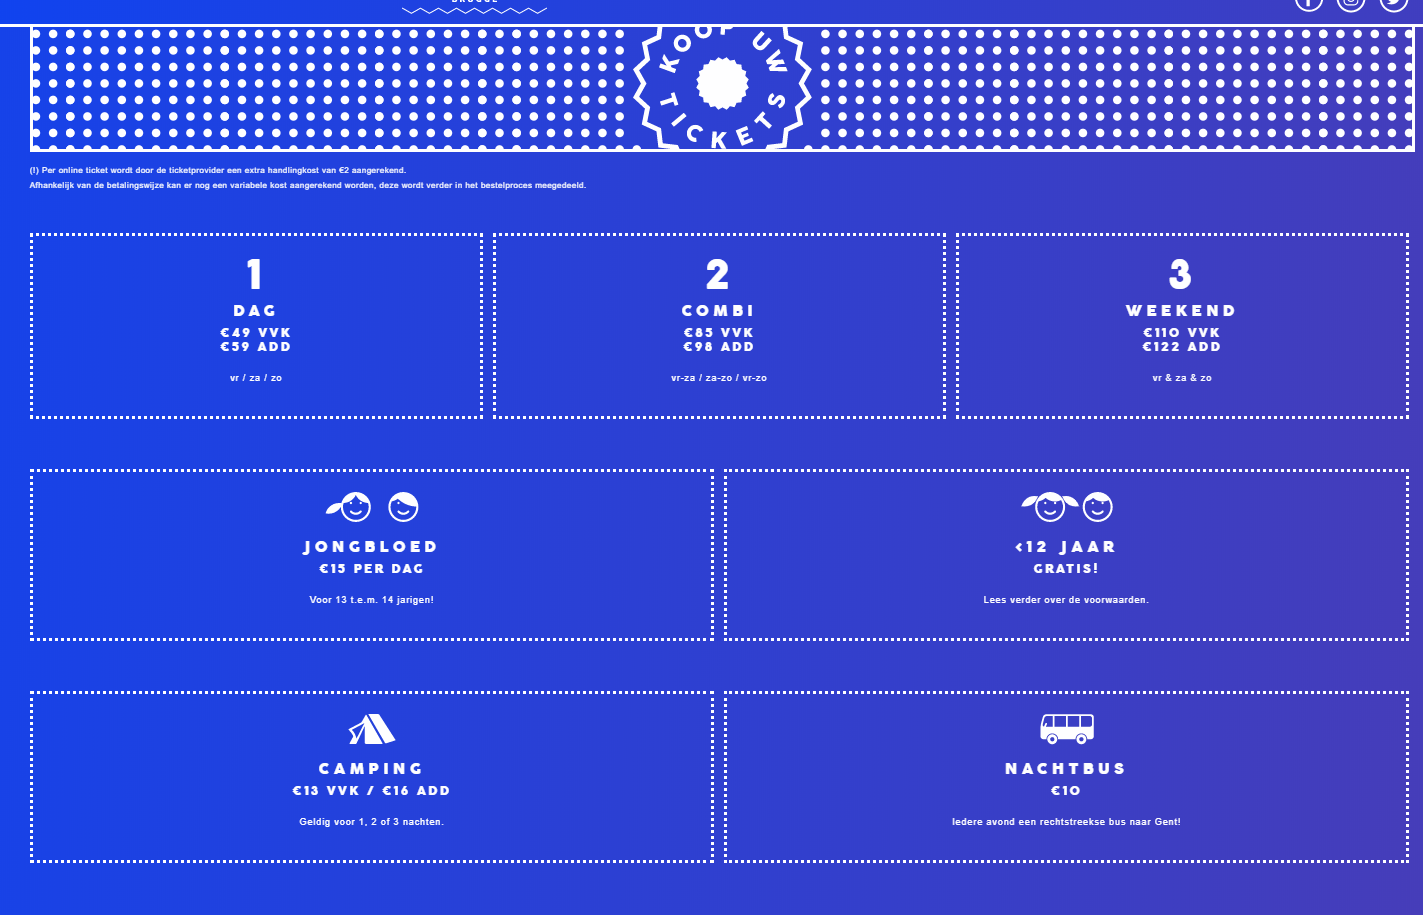 BRUGGE
KOOP UW
TICKETS
(!) Per online ticket wordt door de ticketprovider een extra handlingkost van €2 aangerekend.
Afhankelijk van de betalingswijze kan er nog een variabele kost aangerekend worden, deze wordt verder in het bestelproces meegedeeld.
1
DAG
€49 VVK
€59 ADD
vr / za / zo
2
COMBI
€85 VVK
€98 ADD
vr-za / za-zo / vr-zo
3
WEEKEND
€110 VVK
€122 ADD
vr & za & zo
JONGBLOED
€15 PER DAG
Voor 13 t.e.m. 14 jarigen!
<12 JAAR
GRATIS!
Lees verder over de voorwaarden.
CAMPING
€13 VVK / €16 ADD
Geldig voor 1, 2 of 3 nachten.
NACHTBUS
€10
Iedere avond een rechtstreekse bus naar Gent!